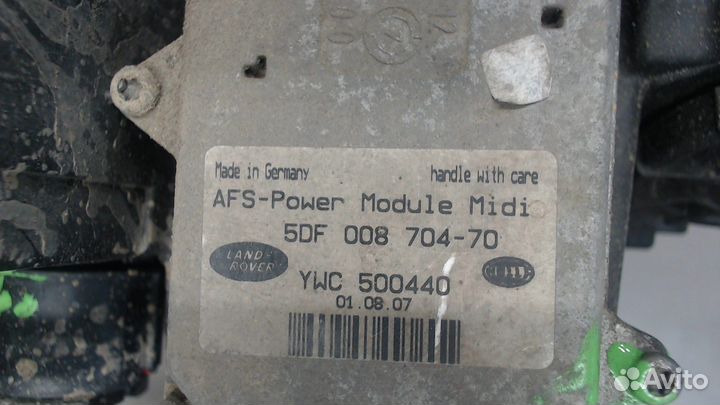 Made in Germany handle with care
AFS-Power Module Midi
5DF 008 704-70
LAND-
ROVER
HELLA
YWC 500440
01.08.07
Avito